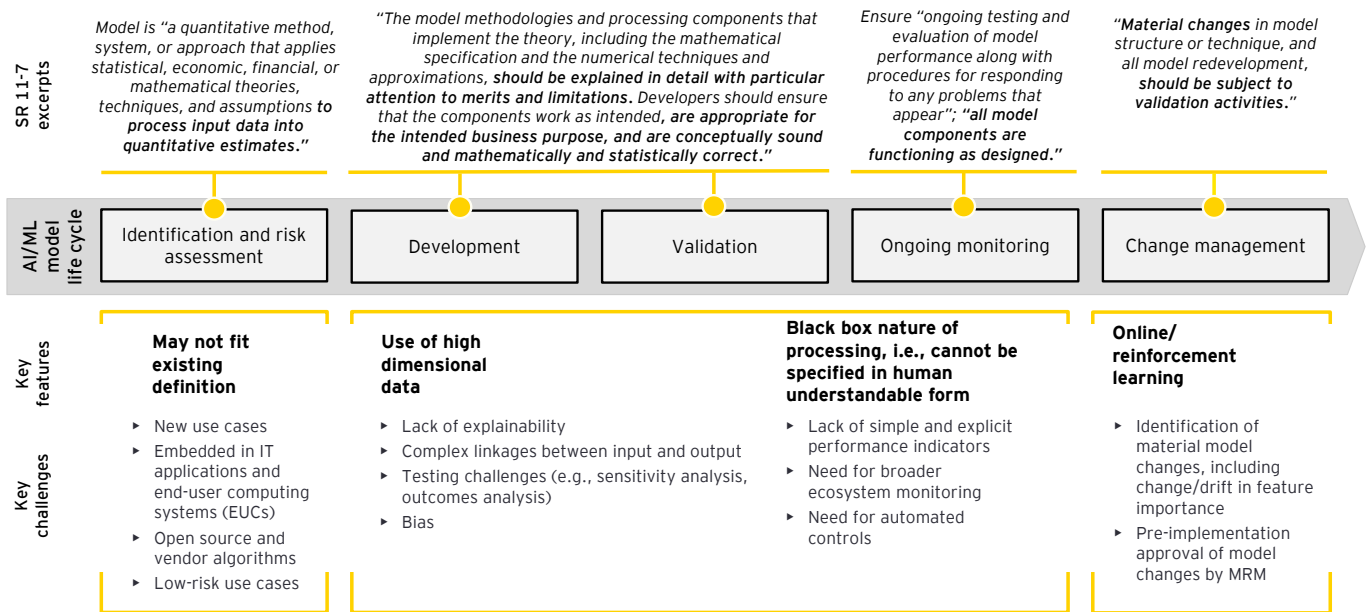 SR 11-7
excerpts
Model is “a quantitative method,
system, or approach that applies
statistical, economic, financial, or
mathematical theories,
techniques, and assumptions to
process input data into
quantitative estimates.”
“The model methodologies and processing components that
implement the theory, including the mathematical
specification and the numerical techniques and
approximations, should be explained in detail with particular
attention to merits and limitations. Developers should ensure
that the components work as intended, are appropriate for
the intended business purpose, and are conceptually sound
and mathematically and statistically correct.”
Ensure “ongoing testing and
evaluation of model
performance along with
procedures for responding
to any problems that
appear”; “all model
components are
functioning as designed.”
“Material changes in model
structure or technique, and
all model redevelopment,
should be subject to
validation activities.”
AI/ML
model
life cycle
Identification and risk
assessment
Development
Validation
Ongoing monitoring
Change management
Key
features
May not fit
existing
definition
Use of high
dimensional
data
Black box nature of
processing, i.e., cannot be
specified in human
understandable form
Online/
reinforcement
learning
Key
challenges
▸ New use cases
▸ Embedded in IT
applications and
end-user computing
systems (EUCs)
▸ Open source and
vendor algorithms
▸ Low-risk use cases
▸ Lack of explainability
▸ Complex linkages between input and output
▸ Testing challenges (e.g., sensitivity analysis,
outcomes analysis)
▸ Bias
▸ Lack of simple and explicit
performance indicators
▸ Need for broader
ecosystem monitoring
▸ Need for automated
controls
▸ Identification of
material model
changes, including
change/drift in feature
importance
▸ Pre-implementation
approval of model
changes by MRM